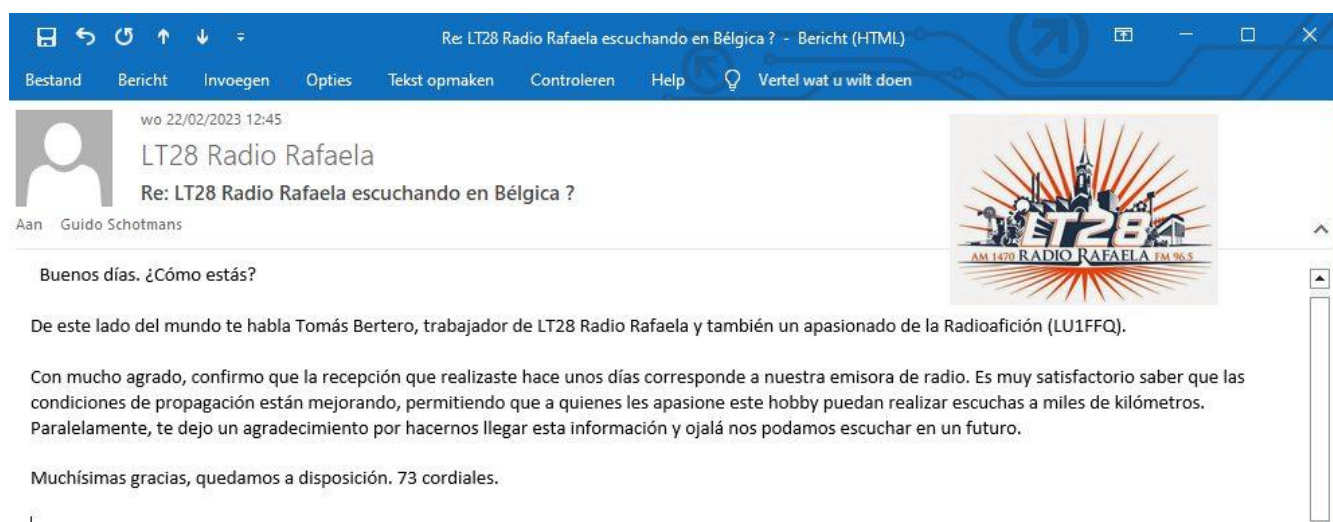 Re: LT28 Radio Rafaela escuchando en Bélgica ? - Bericht (HTML)
Bestand Bericht Invoegen Opties Tekst opmaken Controleren Help Vertel wat u wilt doen
wo 22/02/2023 12:45
LT28 Radio Rafaela
Re: LT28 Radio Rafaela escuchando en Bélgica ?
Aan Guido Schotmans
LT28
AM 1470 RADIO RAFAELA FM 96.5
Buenos días. ¿Cómo estás?
De este lado del mundo te habla Tomás Bertero, trabajador de LT28 Radio Rafaela y también un apasionado de la Radioafición (LU1FFQ).
Con mucho agrado, confirmo que la recepción que realizaste hace unos días corresponde a nuestra emisora de radio. Es muy satisfactorio saber que las
condiciones de propagación están mejorando, permitiendo que a quienes les apasione este hobby puedan realizar escuchas a miles de kilómetros.
Paralelamente, te dejo un agradecimiento por hacernos llegar esta información y ojalá nos podamos escuchar en un futuro.
Muchísimas gracias, quedamos a disposición. 73 cordiales.